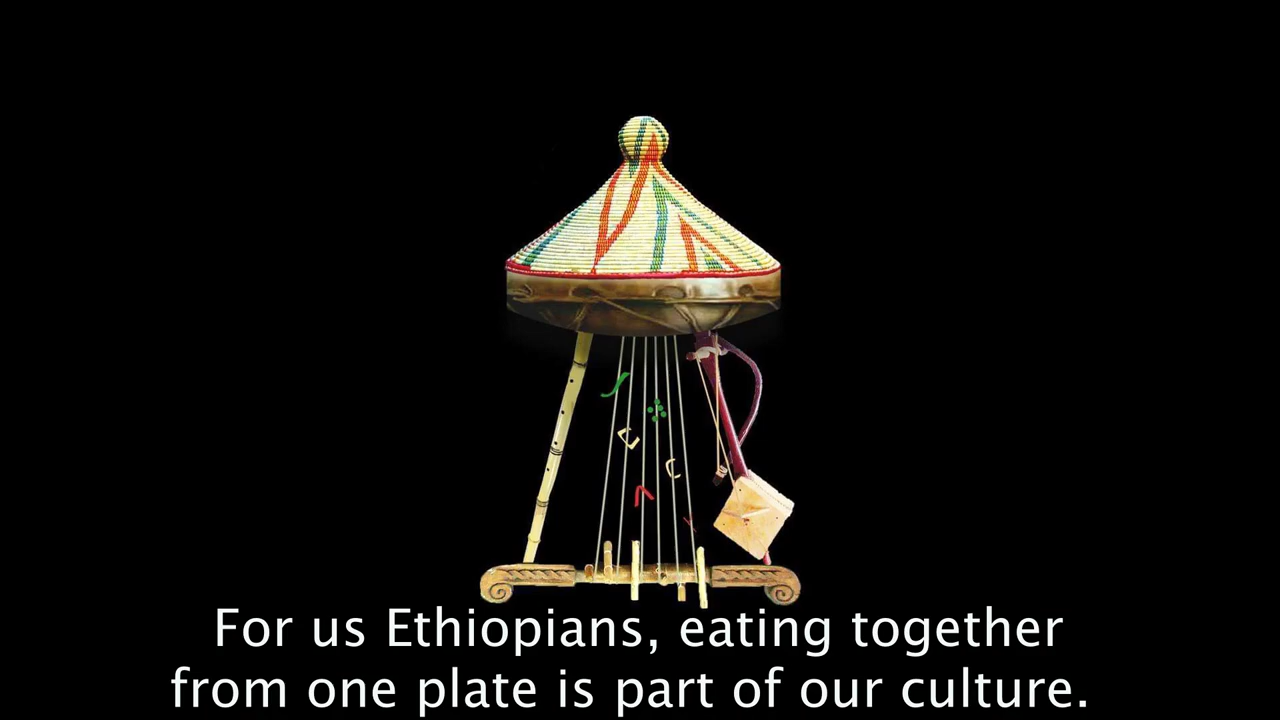 For us Ethiopians, eating together
from one plate is part of our culture.